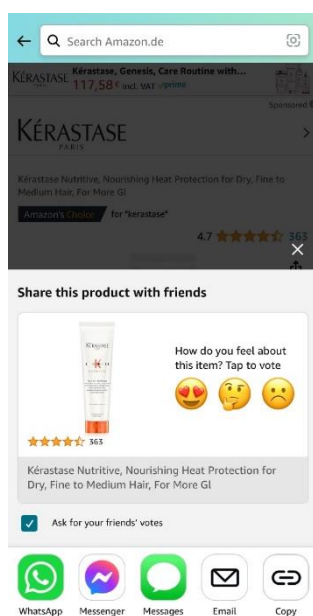 Search Amazon.de
KÉRASTASE
PARIS
Kérastase, Genesis, Care Routine with...
117,58€ incl. VAT ✓prime
Sponsored
KÉRASTASE
PARIS
Kérastase Nutritive, Nourishing Heat Protection for Dry, Fine to
Medium Hair, For More Gl
Amazon's Choice for "kerastase"
4.7 363
Share this product with friends
KÉRASTASE
How do you feel about
this item? Tap to vote
363
Kérastase Nutritive, Nourishing Heat Protection for
Dry, Fine to Medium Hair, For More Gl
Ask for your friends' votes
WhatsApp Messenger Messages Email Copy